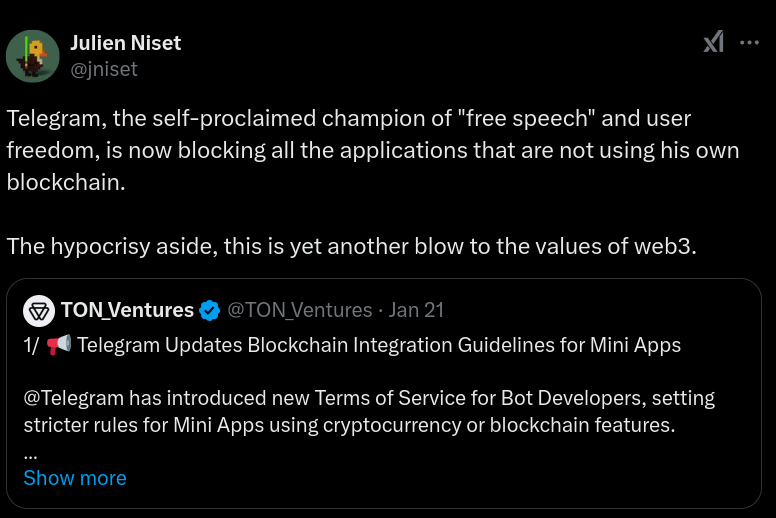 Julien Niset
@jniset
Telegram, the self-proclaimed champion of "free speech" and user
freedom, is now blocking all the applications that are not using his own
blockchain.
The hypocrisy aside, this is yet another blow to the values of web3.
TON_Ventures @TON_Ventures · Jan 21
1/ 📢 Telegram Updates Blockchain Integration Guidelines for Mini Apps
@Telegram has introduced new Terms of Service for Bot Developers, setting
stricter rules for Mini Apps using cryptocurrency or blockchain features.
...
Show more